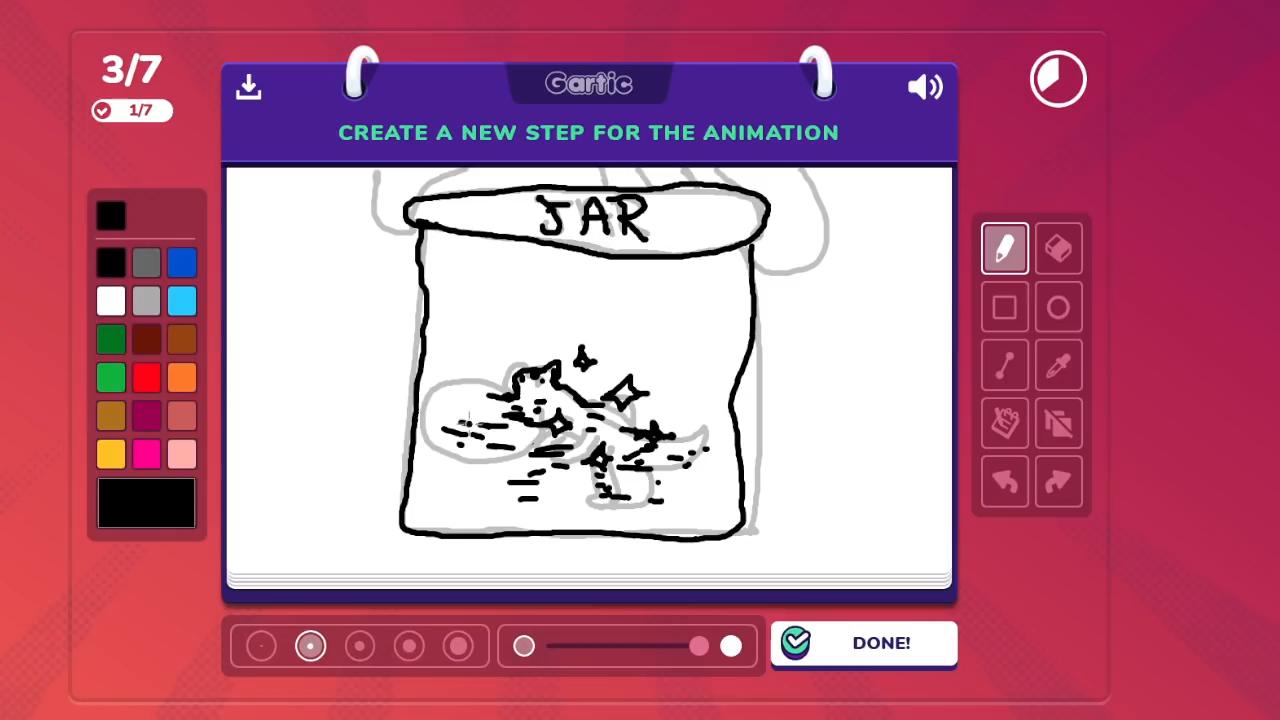 3/7
1/7
Gartic
CREATE A NEW STEP FOR THE ANIMATION
JAR
DONE!